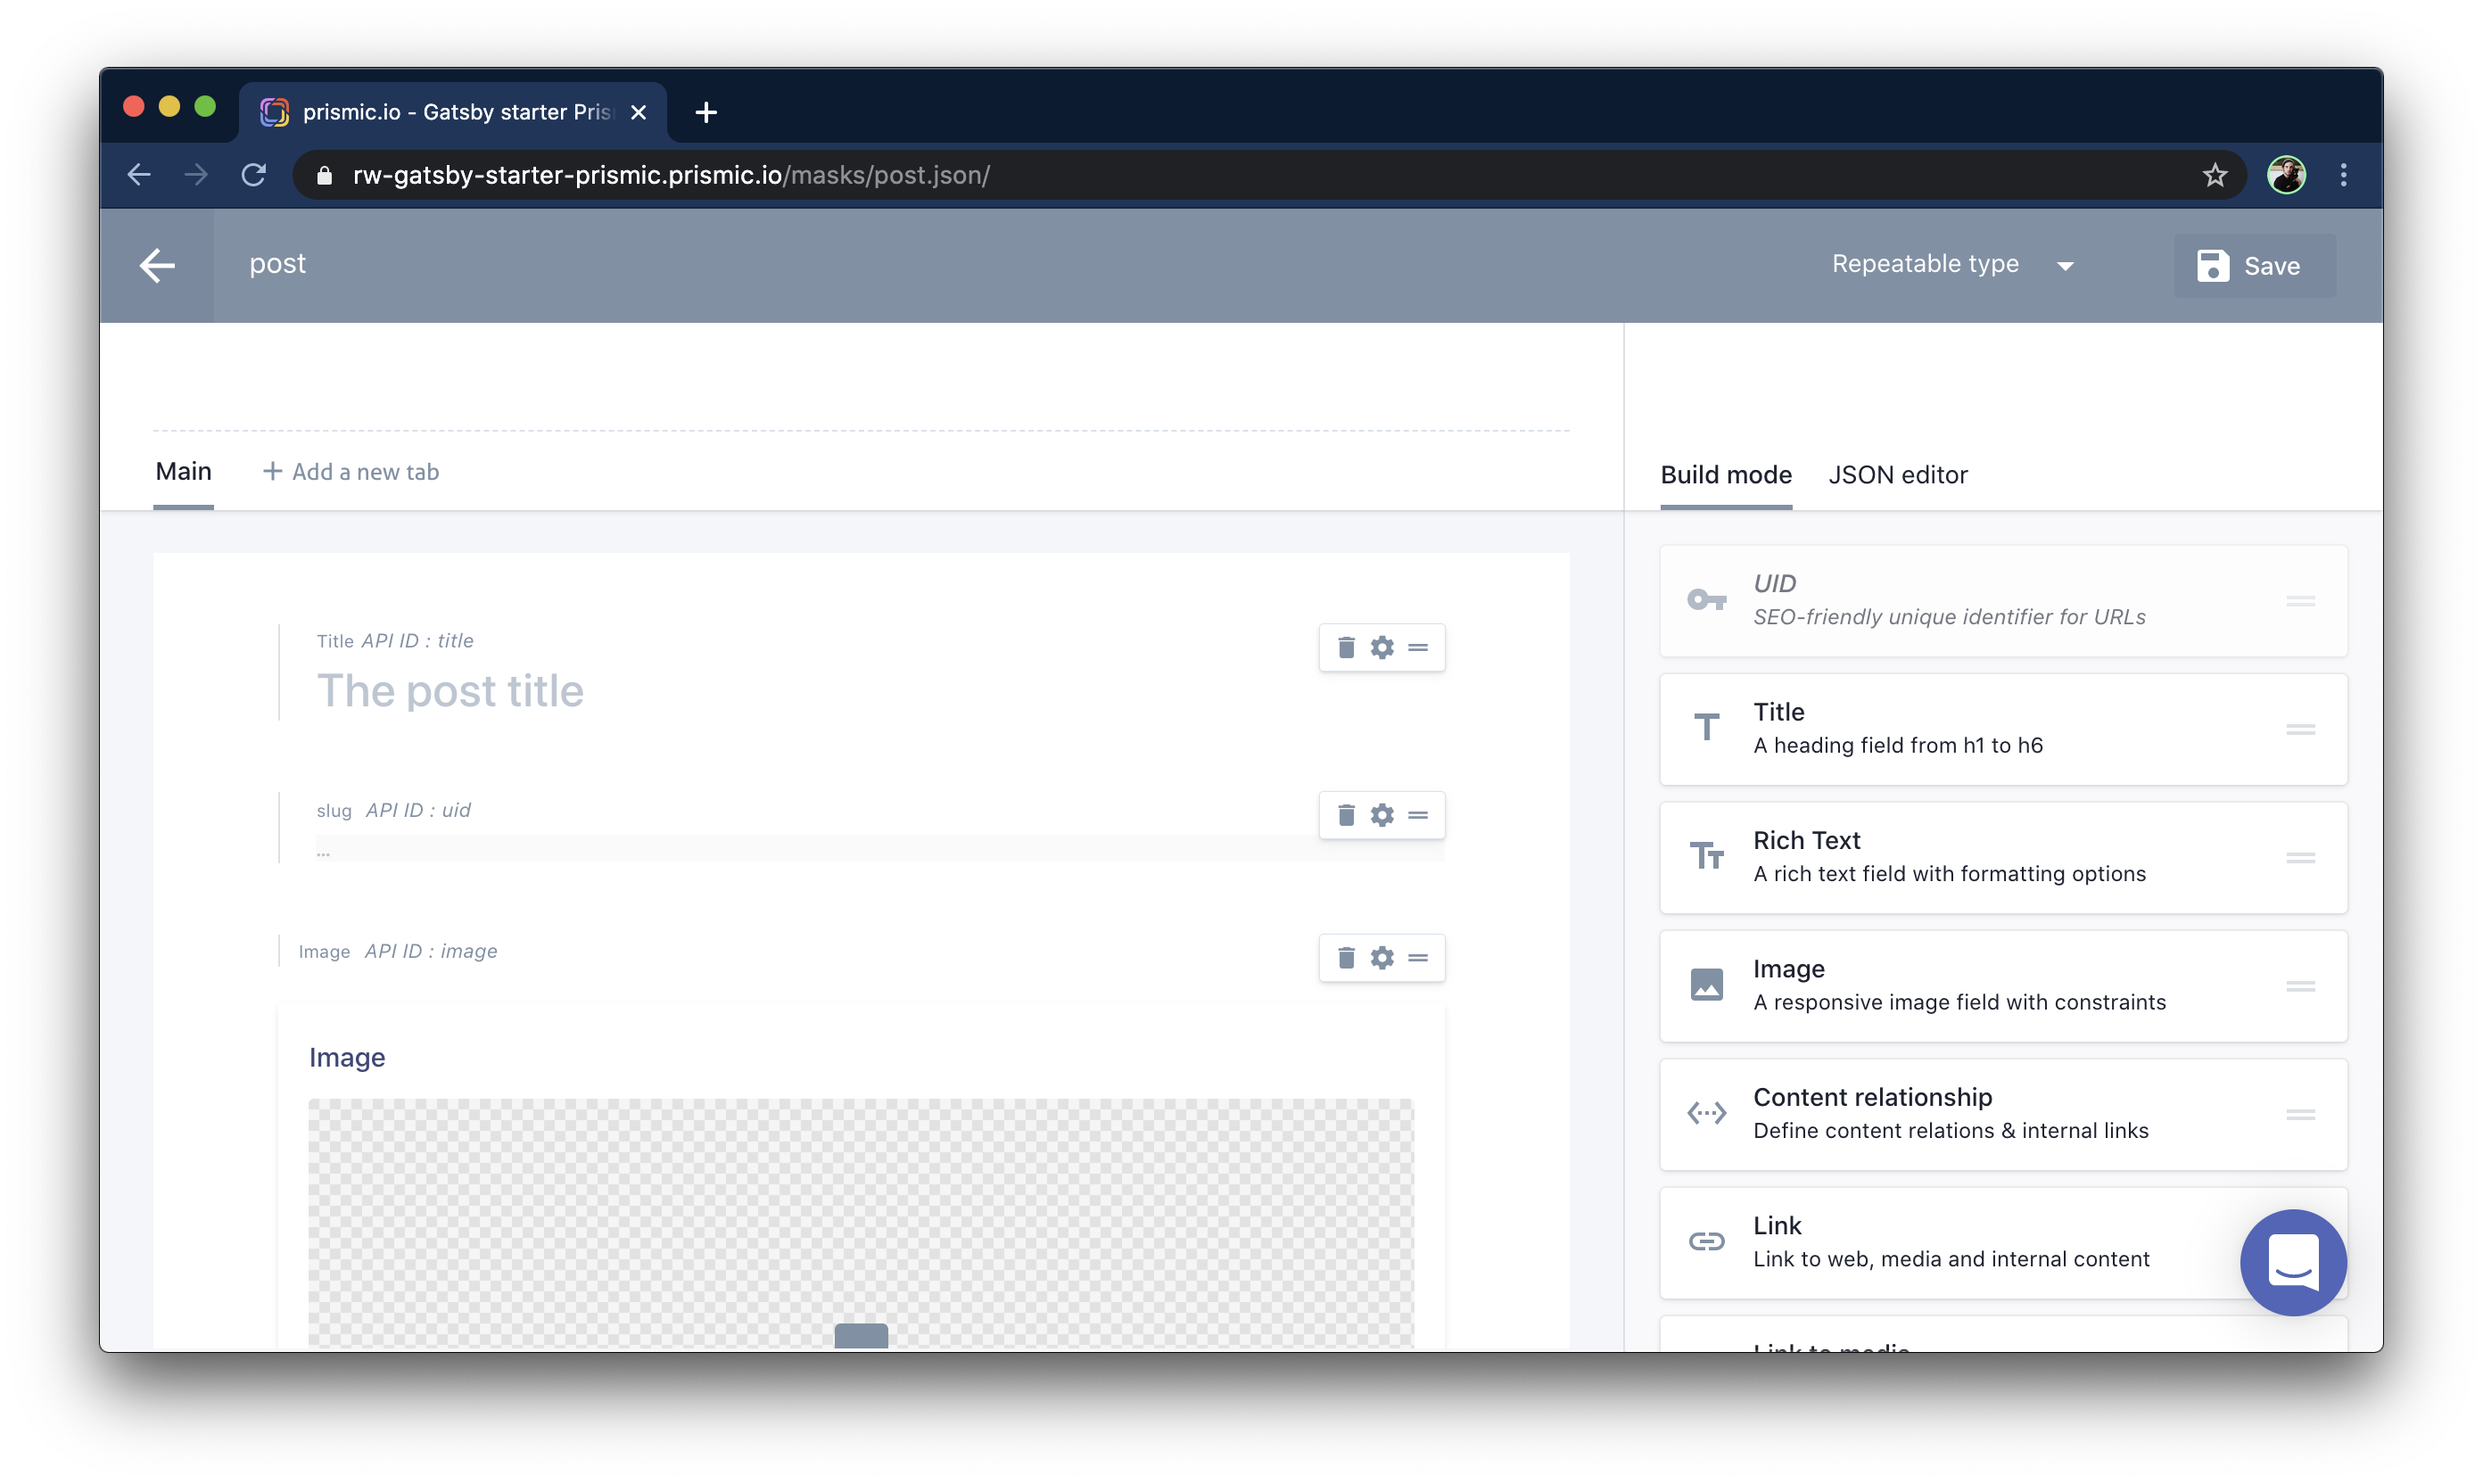 prismic.io - Gatsby starter Pris
rw-gatsby-starter-prismic.prismic.io/masks/post.json/
post
Repeatable type
Save
Main
+ Add a new tab
Build mode
JSON editor
Title API ID : title
The post title
slug API ID : uid
...
Image API ID : image
Image
UID
SEO-friendly unique identifier for URLs
Title
A heading field from h1 to h6
Rich Text
A rich text field with formatting options
Image
A responsive image field with constraints
Content relationship
Define content relations & internal links
Link
Link to web, media and internal content
Link to media